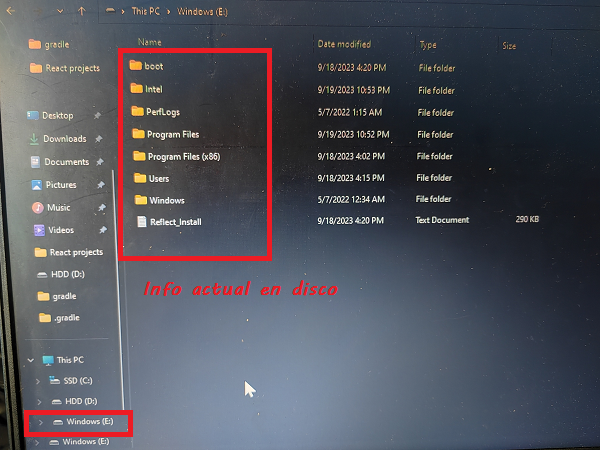 This PC > Windows (E:)
gradle
React projects
Desktop
Downloads
Documents
Pictures
Music
Videos
React projects
HDD (D:)
gradle
.gradle
This PC
SSD (C:)
HDD (D:)
Windows (E:)
Windows (E:)
Name Date modified Type Size
boot 9/18/2023 4:20 PM File folder
Intel 9/19/2023 10:53 PM File folder
PerfLogs 5/7/2022 1:15 AM File folder
Program Files 9/19/2023 10:52 PM File folder
Program Files (x86) 9/18/2023 4:02 PM File folder
Users 9/18/2023 4:15 PM File folder
Windows 5/7/2022 12:34 AM File folder
Reflect_Install 9/18/2023 4:20 PM Text Document 290 KB
Info actual en disco